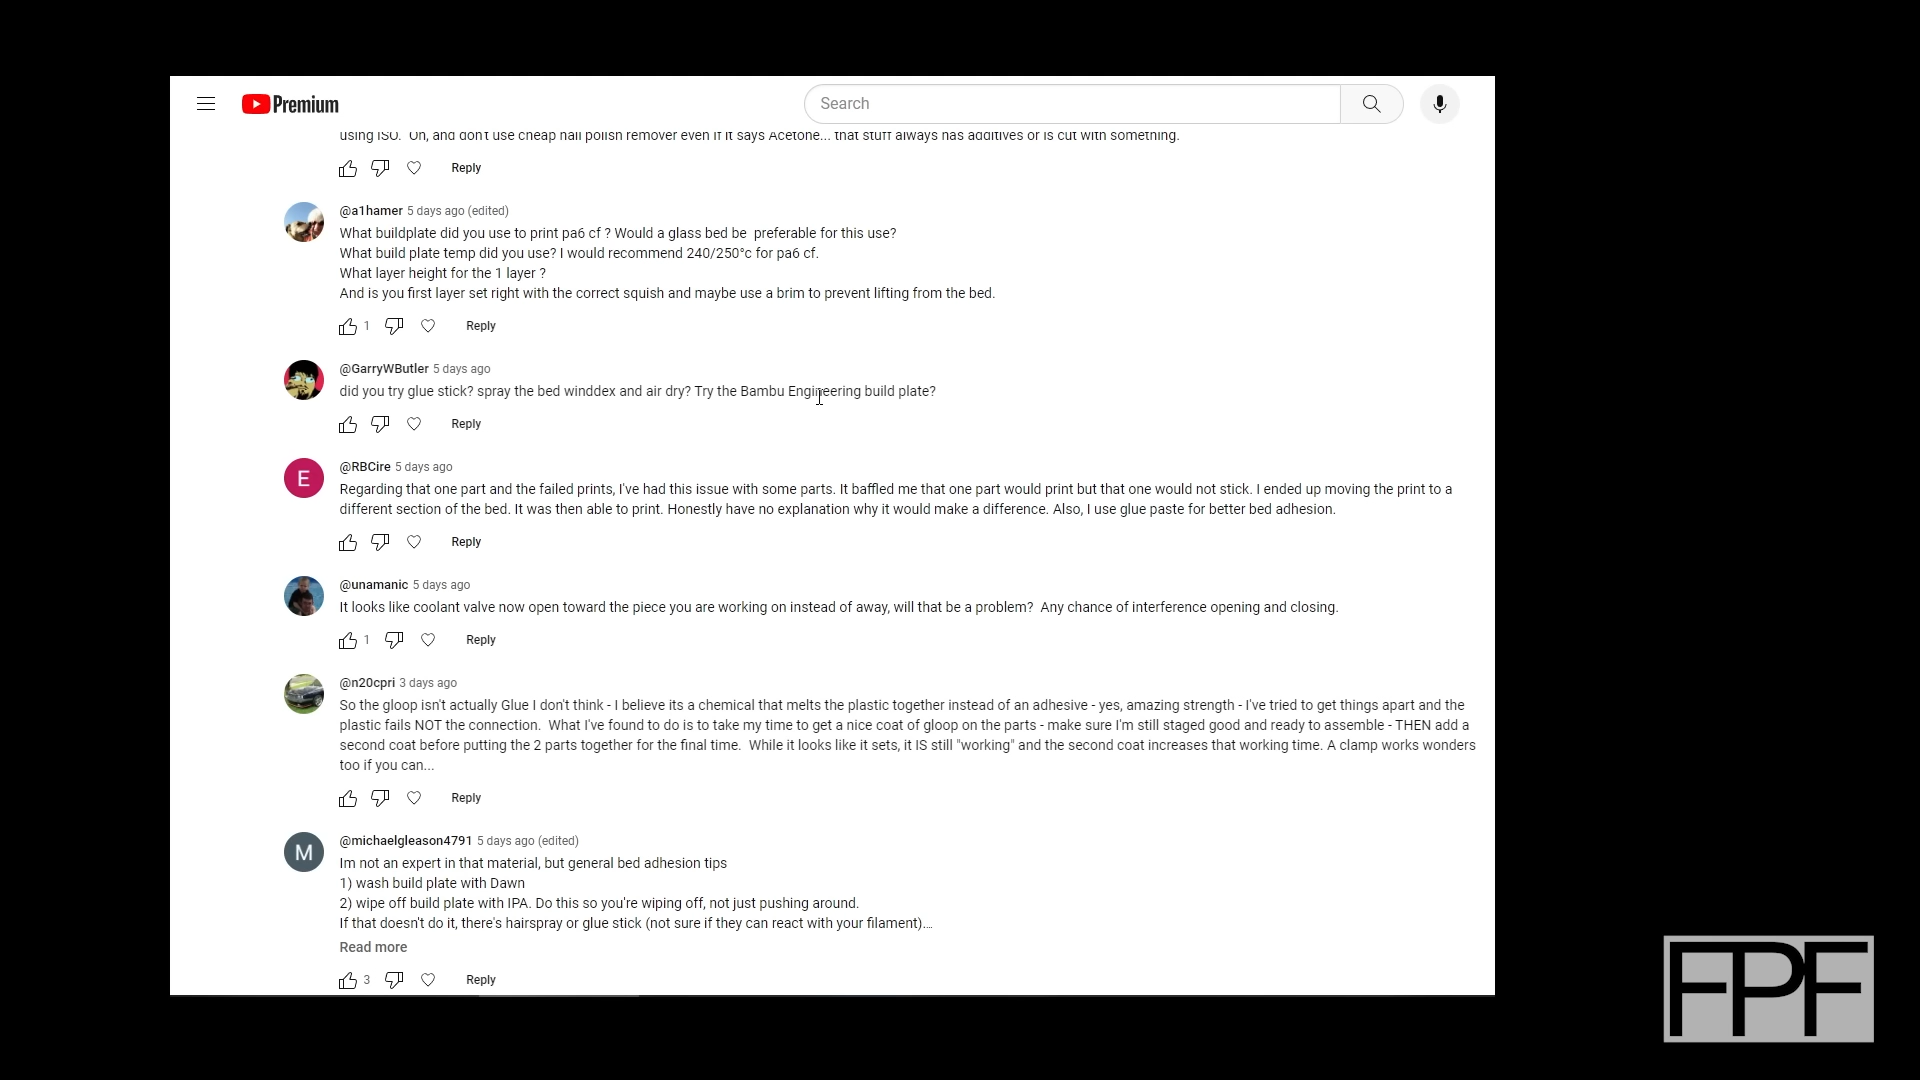 Premium
Search
using ISO. Oh, and don't use cheap nail polish remover even if it says Acetone... that stuff always has additives or is cut with something.
Reply
@a1hamer 5 days ago (edited)
What buildplate did you use to print pa6 cf ? Would a glass bed be preferable for this use?
What build plate temp did you use? I would recommend 240/250°c for pa6 cf.
What layer height for the 1 layer ?
And is you first layer set right with the correct squish and maybe use a brim to prevent lifting from the bed.
1 Reply
@GarryWButler 5 days ago
did you try glue stick? spray the bed winddex and air dry? Try the Bambu Engineering build plate?
Reply
E
@RBCire 5 days ago
Regarding that one part and the failed prints, I've had this issue with some parts. It baffled me that one part would print but that one would not stick. I ended up moving the print to a
different section of the bed. It was then able to print. Honestly have no explanation why it would make a difference. Also, I use glue paste for better bed adhesion.
Reply
@unamanic 5 days ago
It looks like coolant valve now open toward the piece you are working on instead of away, will that be a problem? Any chance of interference opening and closing.
1 Reply
@n20cpri 3 days ago
So the gloop isn't actually Glue I don't think - I believe its a chemical that melts the plastic together instead of an adhesive - yes, amazing strength - I've tried to get things apart and the
plastic fails NOT the connection. What I've found to do is to take my time to get a nice coat of gloop on the parts - make sure I'm still staged good and ready to assemble - THEN add a
second coat before putting the 2 parts together for the final time. While it looks like it sets, it IS still "working" and the second coat increases that working time. A clamp works wonders
too if you can...
Reply
M
@michaelgleason4791 5 days ago (edited)
Im not an expert in that material, but general bed adhesion tips
1) wash build plate with Dawn
2) wipe off build plate with IPA. Do this so you're wiping off, not just pushing around.
If that doesn't do it, there's hairspray or glue stick (not sure if they can react with your filament)....
Read more
3 Reply
FPF